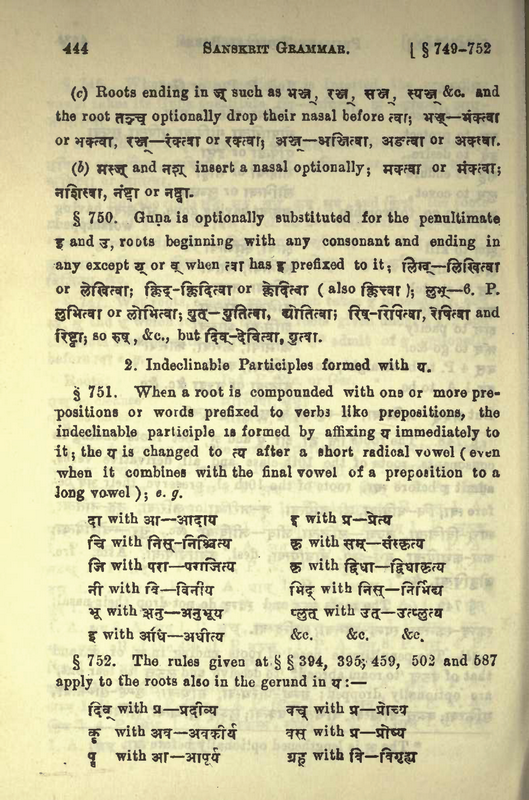 444 SANSKRIT GRAMMAR. [ § 749-752
(c) Roots ending in ज् such as भञ्ज्, रञ्ज्, सञ्ज्, स्वञ्ज् &c. and
the root तञ्च् optionally drop their nasal before त्वा; भञ्ज्—भंक्त्वा
or भक्त्वा, रञ्ज्—रंक्त्वा or रक्त्वा; अञ्ज्—अञ्जित्वा, अङक्त्वा or अक्त्वा.
(b) मस्ज् and नश् insert a nasal optionally; मक्त्वा or मंक्त्वा;
नशित्वा, नंष्ट्वा or नष्ट्वा.
§ 750. Guṇa is optionally substituted for the penultimate
इ and उ, roots beginning with any consonant and ending in
any except य् or व् when त्वा has इ prefixed to it; लिख्—लिखित्वा
or लेखित्वा; क्लिद्-क्लिदित्वा or क्लेदित्वा ( also क्लित्त्वा ); लुभ्—6. P.
लुभित्वा or लोभित्वा; द्युत्—द्युतित्वा, द्योतित्वा; रिष्-रिषित्वा, रेषित्वा and
रिष्ट्वा; so रुष्, &c., but दिव्-देवित्वा, द्यूत्वा.
2. Indeclinable Participles formed with य.
§ 751. When a root is compounded with one or more pre-
positions or words prefixed to verbs like prepositions, the
indeclinable participle is formed by affixing य immediately to
it; the य is changed to त्य after a short radical vowel ( even
when it combines with the final vowel of a preposition to a
long vowel ); e. g.
दा with आ—आदाय इ with प्र—प्रेत्य
चि with निस्-निश्चित्य कृ with सम्—संस्कृत्य
जि with परा—पराजित्य कृ with द्विधा—द्विधाकृत्य
नी with वि—विनीय भिद् with निस्—निर्भिद्य
भू with अनु—अनुभूय प्लुत् with उत्—उत्प्लुत्य
इ with अधि—अधीत्य &c. &c. &c.
§ 752. The rules given at § § 394, 395; 459, 502 and 587
apply to the roots also in the gerund in य:—
दिव् with प्र—प्रदीव्य वच् with प्र—प्रोच्य
कॄ with अव—अवकीर्य वस् with प्र—प्रोष्य
पॄ with आ—आपूर्य ग्रह् with वि—विगृह्य